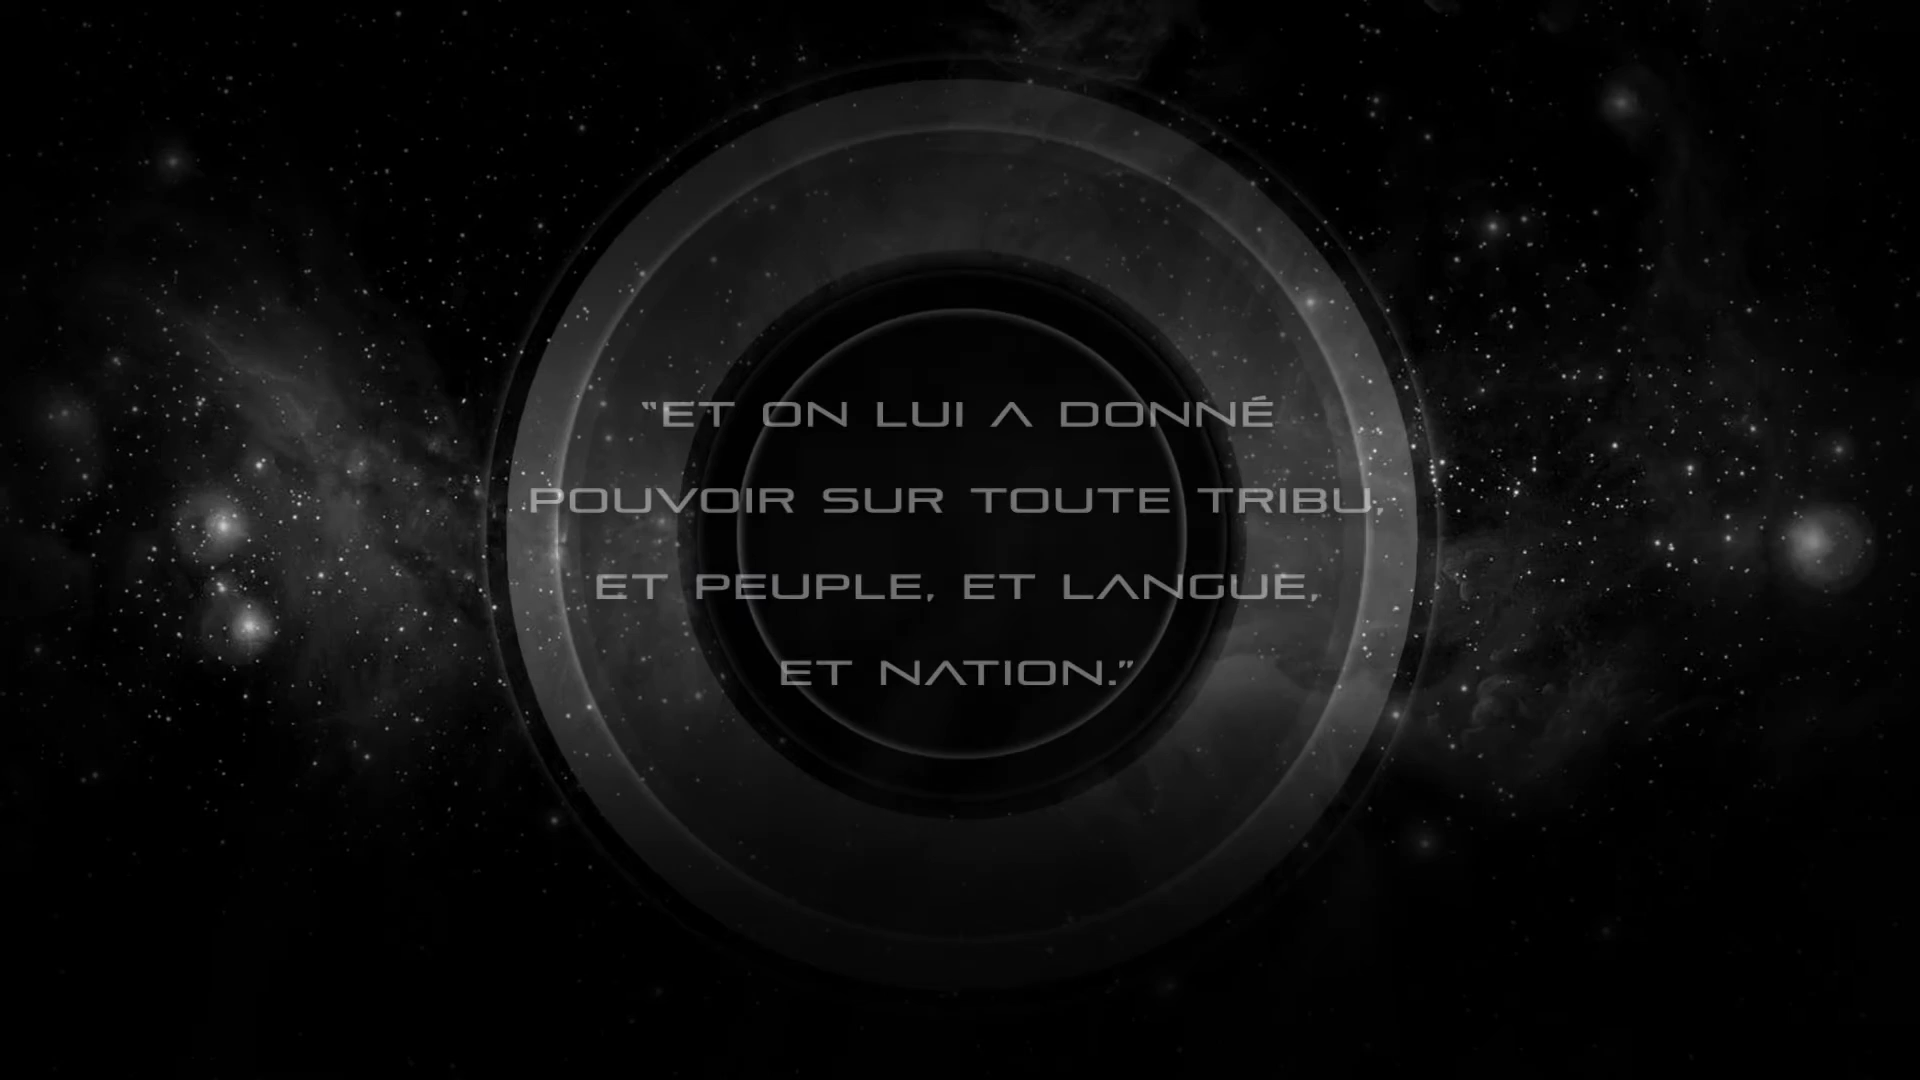 “ET ON LUI A DONNÉ
POUVOIR SUR TOUTE TRIBU,
ET PEUPLE, ET LANGUE,
ET NATION.”